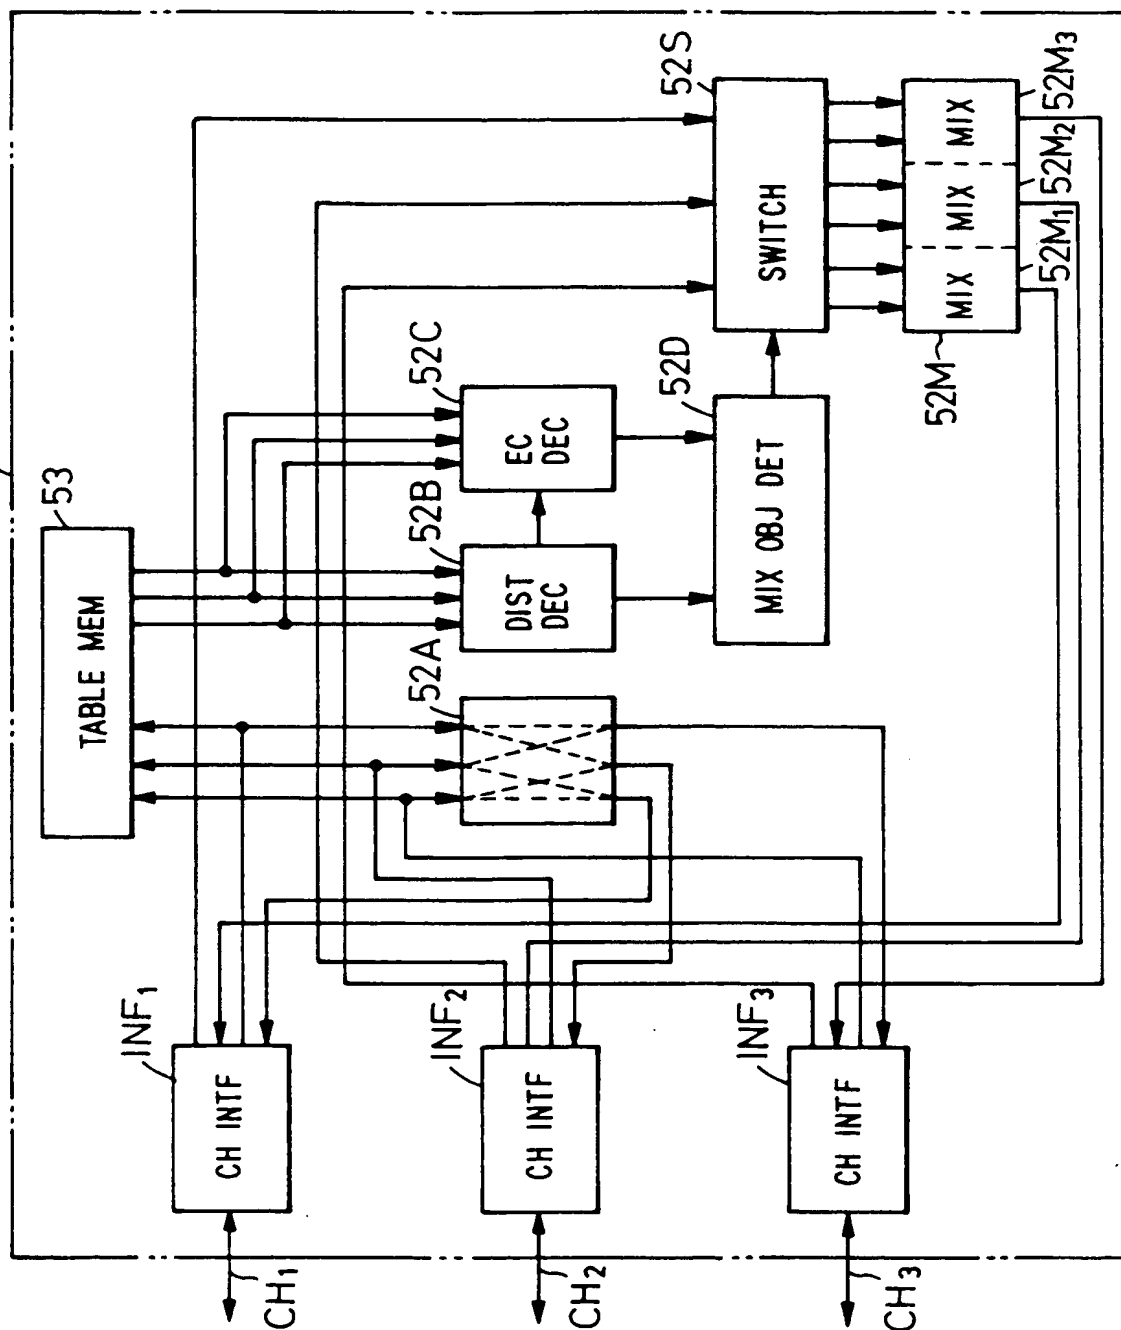 53
TABLE MEM
52A
52B
DIST
DEC
52C
EC
DEC
52D
MIX OBJ DET
52S
SWITCH
52M
MIX
MIX
MIX
52M₁
52M₂
52M₃
INF₁
CH INTF
CH₁
INF₂
CH INTF
CH₂
INF₃
CH INTF
CH₃